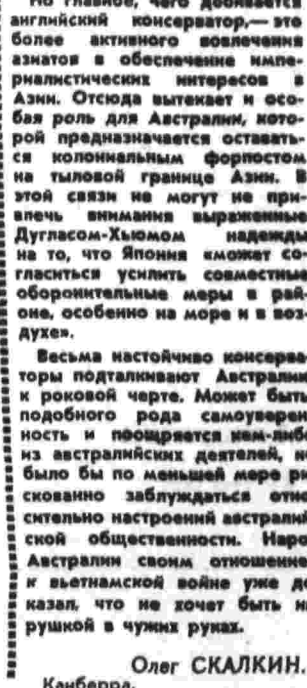 Но главное, чего добивается
английский консерватор,— это
более активного вовлечения
азиатов в обеспечение импе-
риалистических интересов в
Азии. Отсюда вытекает и осо-
бая роль для Австралии, кото-
рой предназначается оставать-
ся колониальным форпостом
на тыловой границе Азии. В
этой связи не могут не при-
влечь внимания выраженные
Дугласом-Хьюмом надежды
на то, что Япония «может со-
гласиться усилить совместные
оборонительные меры в рай-
оне, особенно на море и в воз-
духе».
Весьма настойчиво консерва-
торы подталкивают Австралию
к роковой черте. Может быть
подобного рода самоуверен
ность и поощряется кем-либо
из австралийских деятелей, н
было бы по меньшей мере ри
скованно заблуждаться отно
сительно настроений австралий
ской общественности. Наро
Австралии своим отношение
к вьетнамской войне уже до
казал, что не хочет быть и
рушкой в чужих руках.
Олег СКАЛКИН.
Канберра.